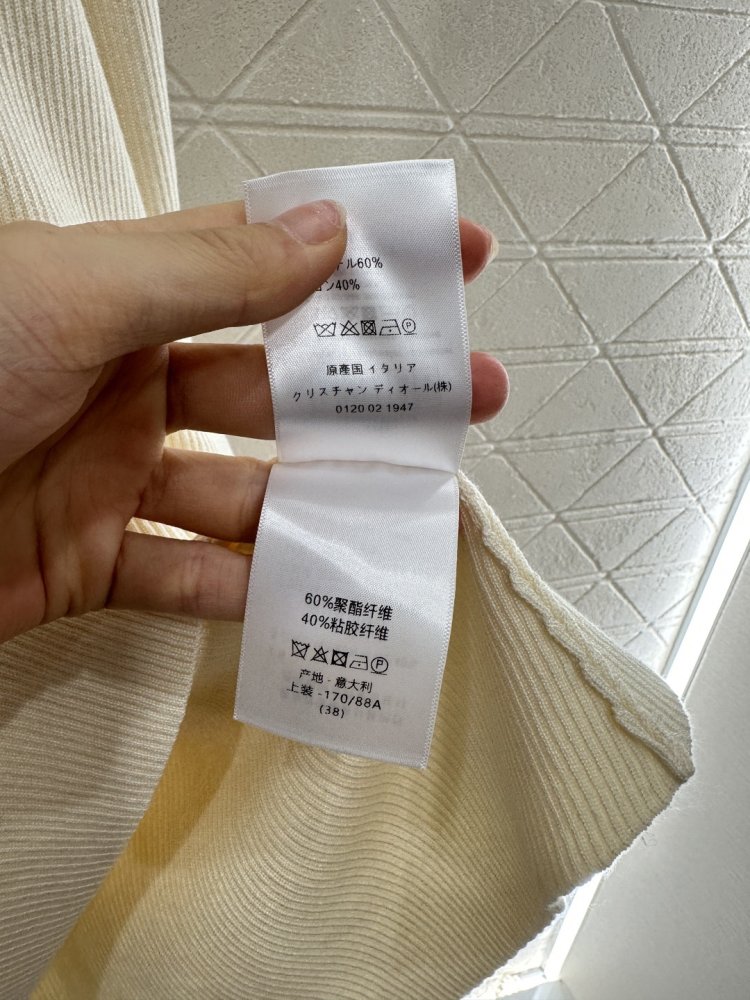 テル60%
ン40%
原産国 イタリア
クリスチャン ディオール(株)
0120 02 1947
60%聚酯纤维
40%粘胶纤维
P
产地 - 意大利
上装 -170/88A
(38)